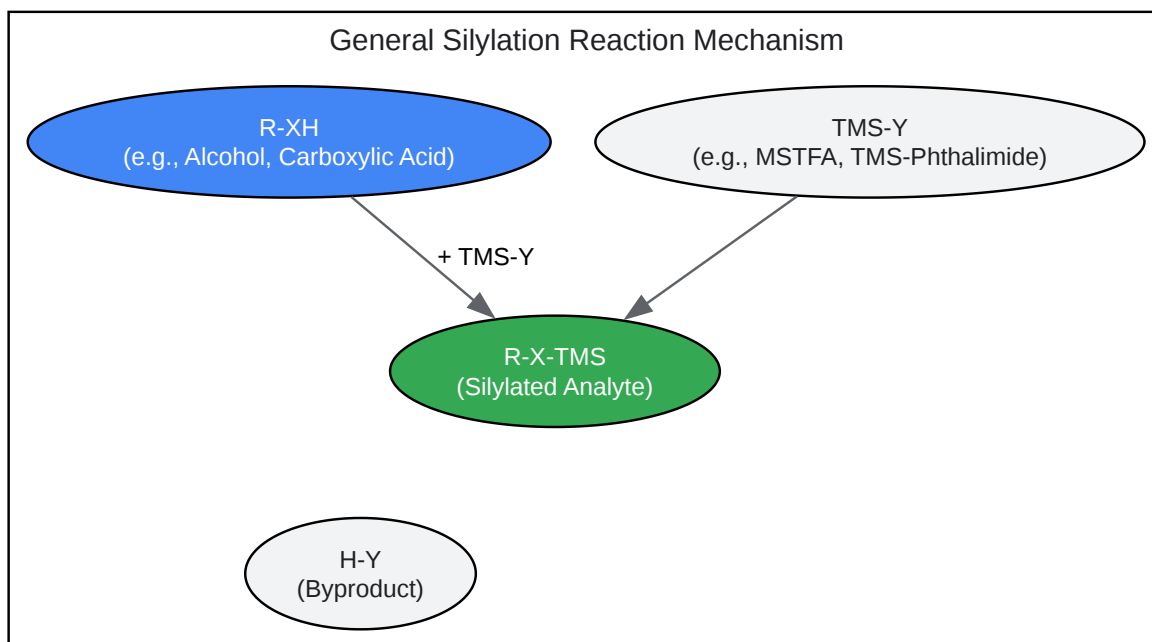 General Silylation Reaction Mechanism
R-XH
(e.g., Alcohol, Carboxylic Acid)
TMS-Y
(e.g., MSTFA, TMS-Phthalimide)
+ TMS-Y
R-X-TMS
(Silylated Analyte)
H-Y
(Byproduct)